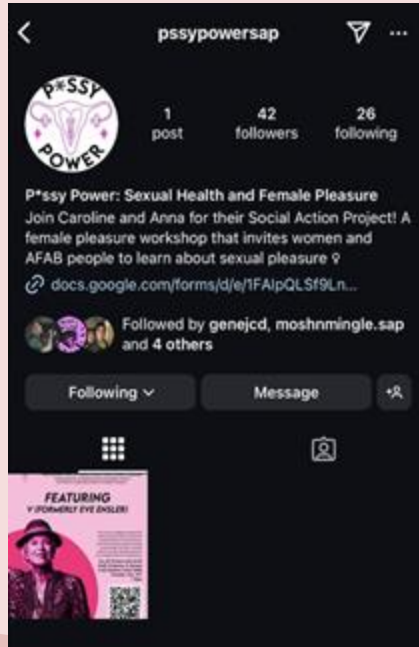 pssypowersap
P*SSY
POWER
1
post
42
followers
26
following
P*ssy Power: Sexual Health and Female Pleasure
Join Caroline and Anna for their Social Action Project! A
female pleasure workshop that invites women and
AFAB people to learn about sexual pleasure ♀
docs.google.com/forms/d/e/1FAIpQLSf9Ln...
Followed by genejcd, moshnmingle.sap
and 4 others
Following
Message
FEATURING
V (FORMERLY EVE ENSLER)